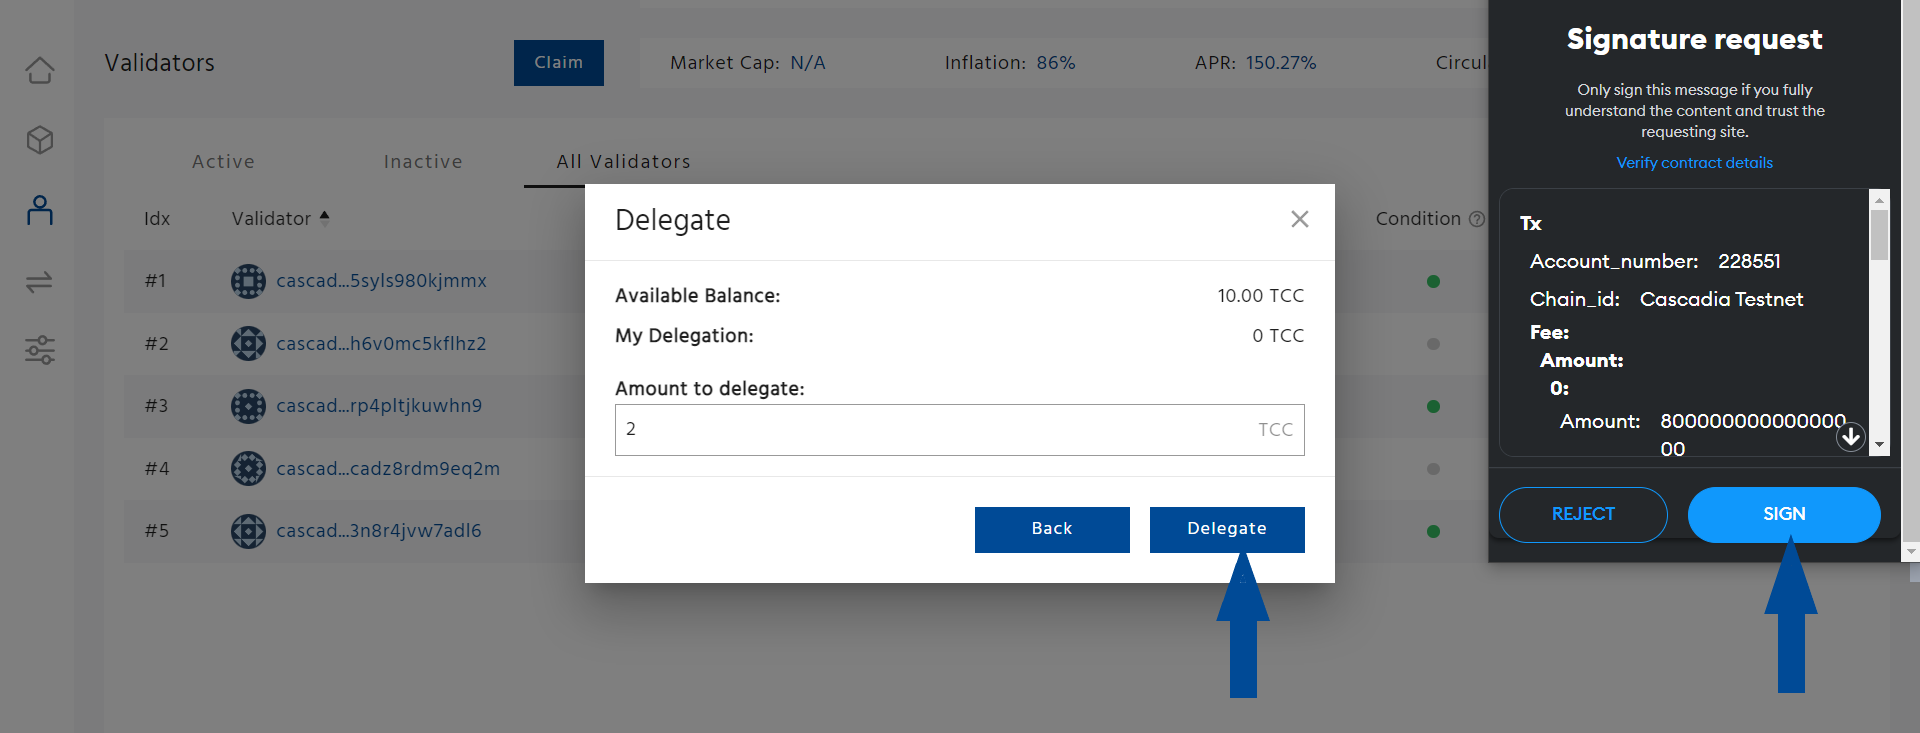 Validators
Claim
Market Cap: N/A
Inflation: 86%
APR: 150.27%
Circul
Active
Inactive
All Validators
Idx
Validator
Condition
#1
cascad...5syls980kjmmx
#2
cascad...h6v0mc5kflhz2
#3
cascad...rp4pltjkuwhn9
#4
cascad...cadz8rdm9eq2m
#5
cascad...3n8r4jvw7adl6
Delegate
Available Balance: 10.00 TCC
My Delegation: 0 TCC
Amount to delegate:
2 TCC
Back
Delegate
Signature request
Only sign this message if you fully
understand the content and trust the
requesting site.
Verify contract details
Tx
Account_number: 228551
Chain_id: Cascadia Testnet
Fee:
Amount:
0:
Amount: 800000000000000
00
REJECT
SIGN